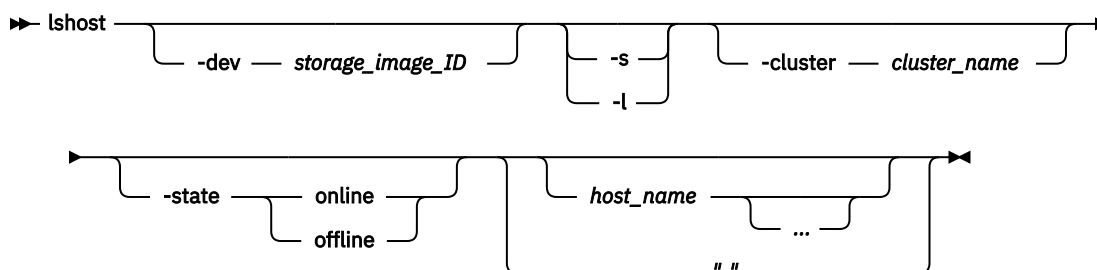 lshost
-dev storage_image_ID -s -cluster cluster_name
-l
-state online host_name
offline ...
" "